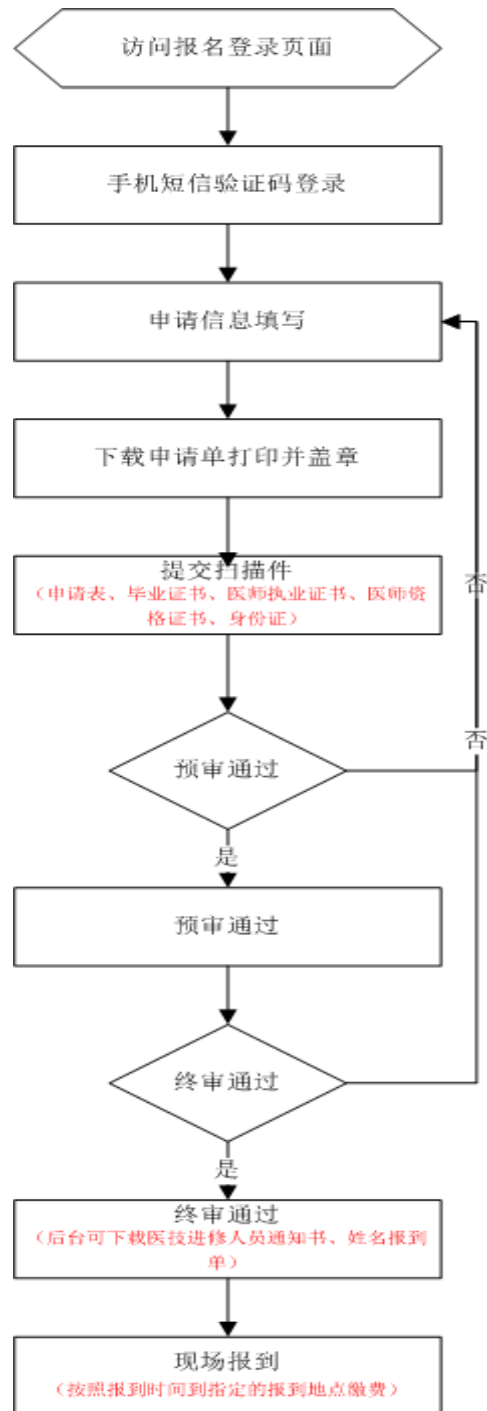 访问报名登录页面
手机短信验证码登录
申请信息填写
下载申请单打印并盖章
提交扫描件
（申请表、毕业证书、医师执业证书、医师资
格证书、身份证）
否
否
预审通过
是
预审通过
终审通过
是
终审通过
（后台可下载医技进修人员通知书、姓名报到
单）
现场报到
（按照报到时间到指定的报到地点缴费）